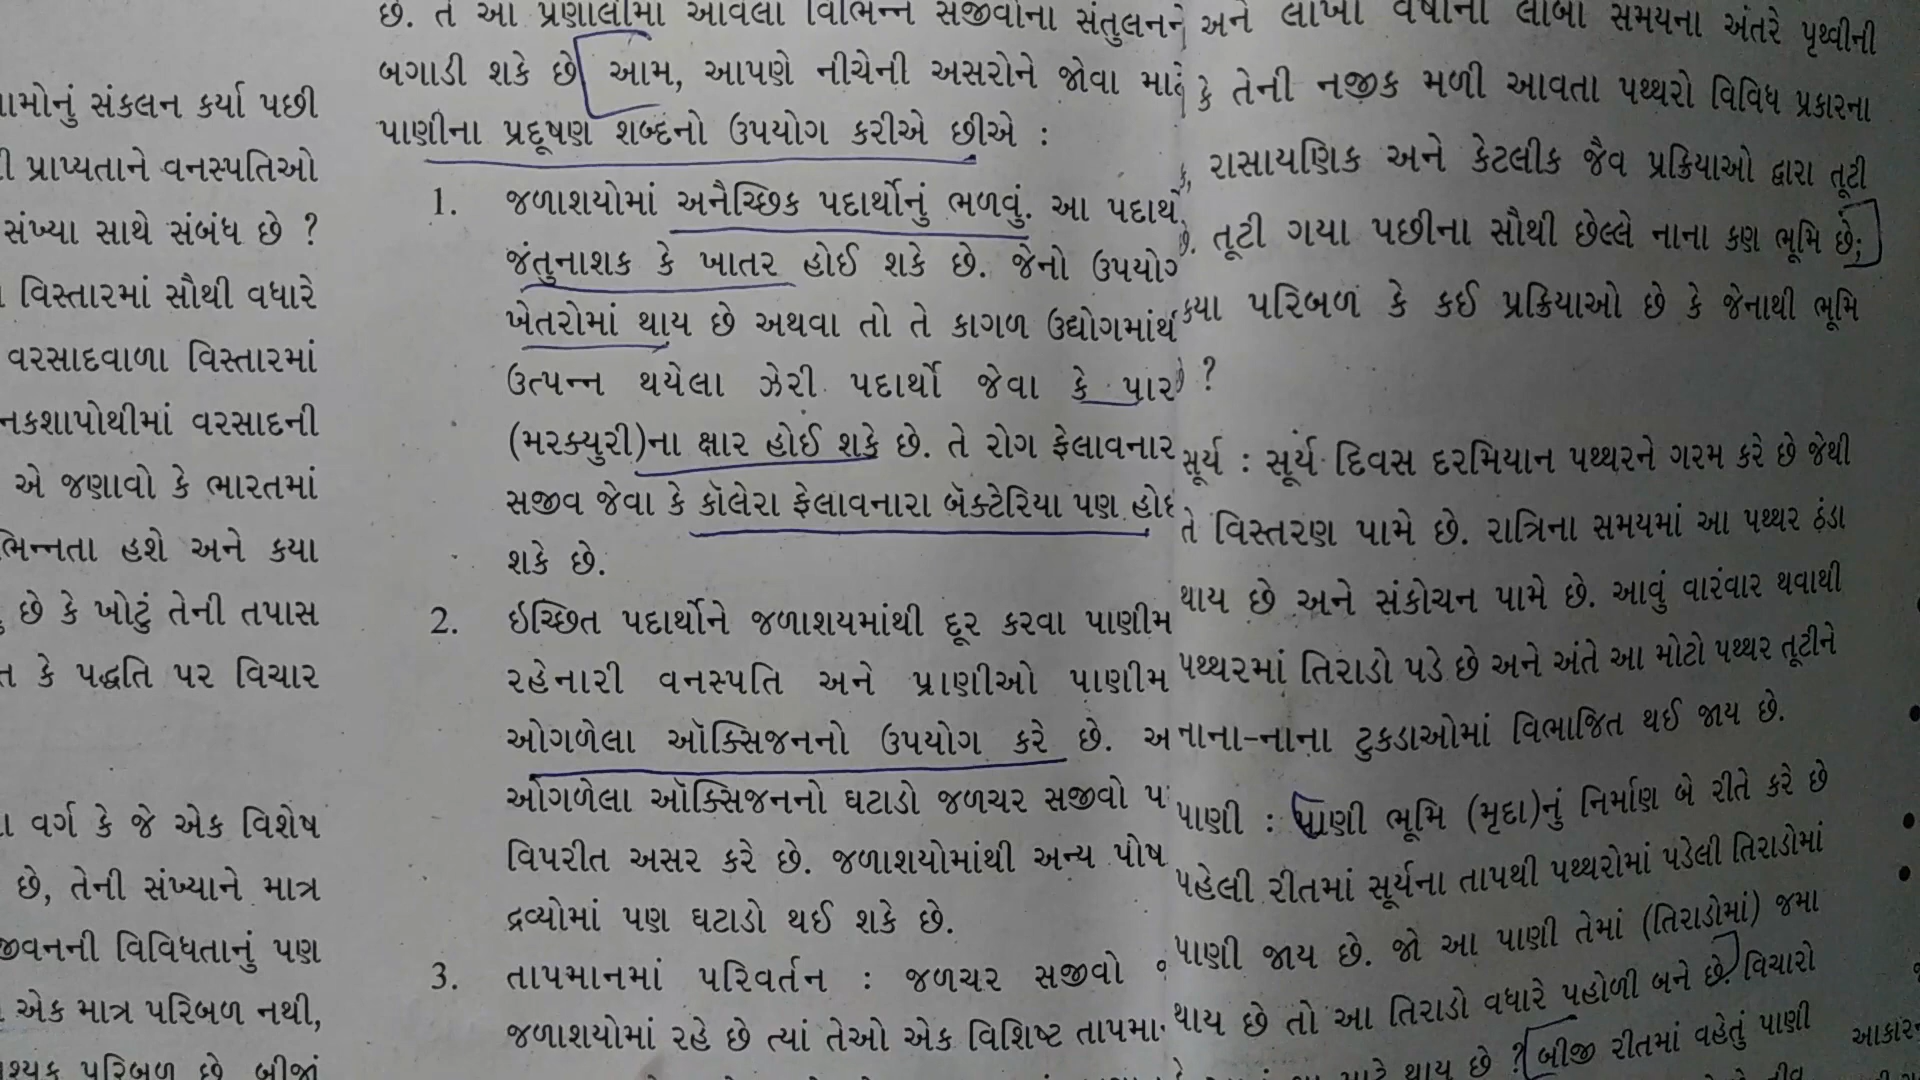 પ્રાપ્યતાને વનસ્પતિઓ
સંકલન કર્યા પછી
સંખ્યા સાથે સંબંધ છે ?
વિસ્તારમાં સૌથી વધારે
વરસાદવાળા વિસ્તારમાં
નકશાપોથીમાં વરસાદની
એ જણાવો કે ભારતમાં
હશે અને કયા
છે કે ખોટું તેની તપાસ
કે પદ્ધતિ પર વિચાર
વર્ગ કે જે એક વિશેષ
છે, તેની સંખ્યાને માત્ર
વિવિધતાનું પણ
એક માત્ર પરિબળ નથી,
પરિબળ છે. બીજાં
છે. તે આ પ્રણાલીમાં આવેલા વિભિન્ન સજીવોના સંતુલનને
બગાડી શકે છે. આમ, આપણે નીચેની અસરોને જોવા
પાણીના પ્રદૂષણ શબ્દનો ઉપયોગ કરીએ છીએ :
1. જળાશયોમાં અનૈચ્છિક પદાર્થોનું ભળવું. આ
જંતુનાશક કે ખાતર હોઈ શકે છે. જેનો
ખેતરોમાં થાય છે અથવા તો તે કાગળ
ઉત્પન્ન થયેલા ઝેરી પદાર્થો જેવા કે
(મરક્યુરી)ના ક્ષાર હોઈ શકે છે. તે રોગ ફેલાવનાર
સજીવ જેવા કે કૉલેરા ફેલાવનારા બૅક્ટેરિયા પણ
શકે છે.
2. ઇચ્છિત પદાર્થોને જળાશયમાંથી દૂર કરવા
રહેનારી વનસ્પતિ અને પ્રાણીઓ
ઓગળેલા ઑક્સિજનનો ઉપયોગ કરે છે.
ઓગળેલા ઑક્સિજનનો ઘટાડો જળચર સજીવો
વિપરીત અસર કરે છે. જળાશયોમાંથી અન્ય
દ્રવ્યોમાં પણ ઘટાડો થઈ શકે છે.
3. તાપમાનમાં પરિવર્તન : જળચર સજીવો
જળાશયોમાં રહે છે ત્યાં તેઓ એક વિશિષ્ટ
અને લાખો વર્ષોના લાંબા સમયના અંતરે પૃથ્વીની
કે તેની નજીક મળી આવતા પથ્થરો વિવિધ પ્રકારના
રાસાયણિક અને કેટલીક જૈવ પ્રક્રિયાઓ દ્વારા તૂટી
તૂટી ગયા પછીના સૌથી છેલ્લે નાના કણ ભૂમિ છે;
કયા પરિબળ કે કઈ પ્રક્રિયાઓ છે કે જેનાથી ભૂમિ
?
સૂર્ય : સૂર્ય દિવસ દરમિયાન પથ્થરને ગરમ કરે છે જેથી
તે વિસ્તરણ પામે છે. રાત્રિના સમયમાં આ પથ્થર ઠંડા
થાય છે અને સંકોચન પામે છે. આવું વારંવાર થવાથી
પથ્થરમાં તિરાડો પડે છે અને અંતે આ મોટો પથ્થર તૂટીને
નાના-નાના ટુકડાઓમાં વિભાજિત થઈ જાય છે.
પાણી : પાણી ભૂમિ (મૃદા)નું નિર્માણ બે રીતે કરે છે
પહેલી રીતમાં સૂર્યના તાપથી પથ્થરોમાં પડેલી તિરાડોમાં
પાણી જાય છે. જો આ પાણી તેમાં (તિરાડોમાં) જમા
થાય છે તો આ તિરાડો વધારે પહોળી બને છે. વિચારો
થાય છે ? બીજી રીતમાં વહેતું પાણી